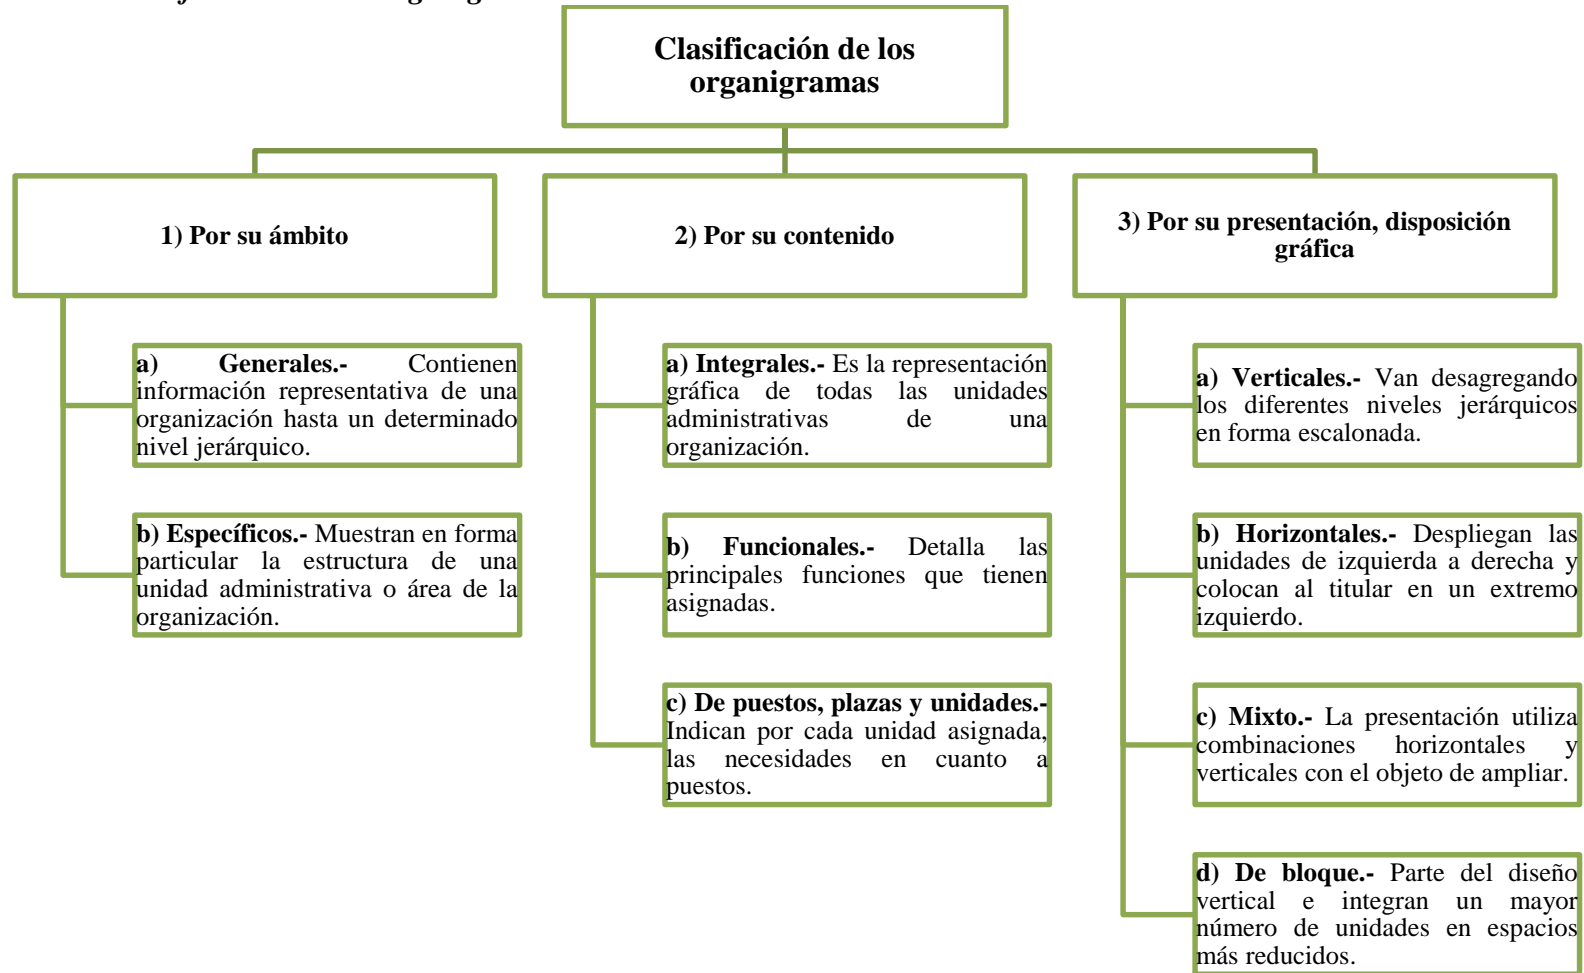 Clasificación de los
organigramas
1) Por su ámbito
a) Generales.- Contienen
información representativa de una
organización hasta un determinado
nivel jerárquico.
b) Específicos.- Muestran en forma
particular la estructura de una
unidad administrativa o área de la
organización.
2) Por su contenido
a) Integrales.- Es la representación
gráfica de todas las unidades
administrativas de una
organización.
b) Funcionales.- Detalla las
principales funciones que tienen
asignadas.
c) De puestos, plazas y unidades.-
Indican por cada unidad asignada,
las necesidades en cuanto a
puestos.
3) Por su presentación, disposición
gráfica
a) Verticales.- Van desagregando
los diferentes niveles jerárquicos
en forma escalonada.
b) Horizontales.- Despliegan las
unidades de izquierda a derecha y
colocan al titular en un extremo
izquierdo.
c) Mixto.- La presentación utiliza
combinaciones horizontales y
verticales con el objeto de ampliar.
d) De bloque.- Parte del diseño
vertical e integran un mayor
número de unidades en espacios
más reducidos.